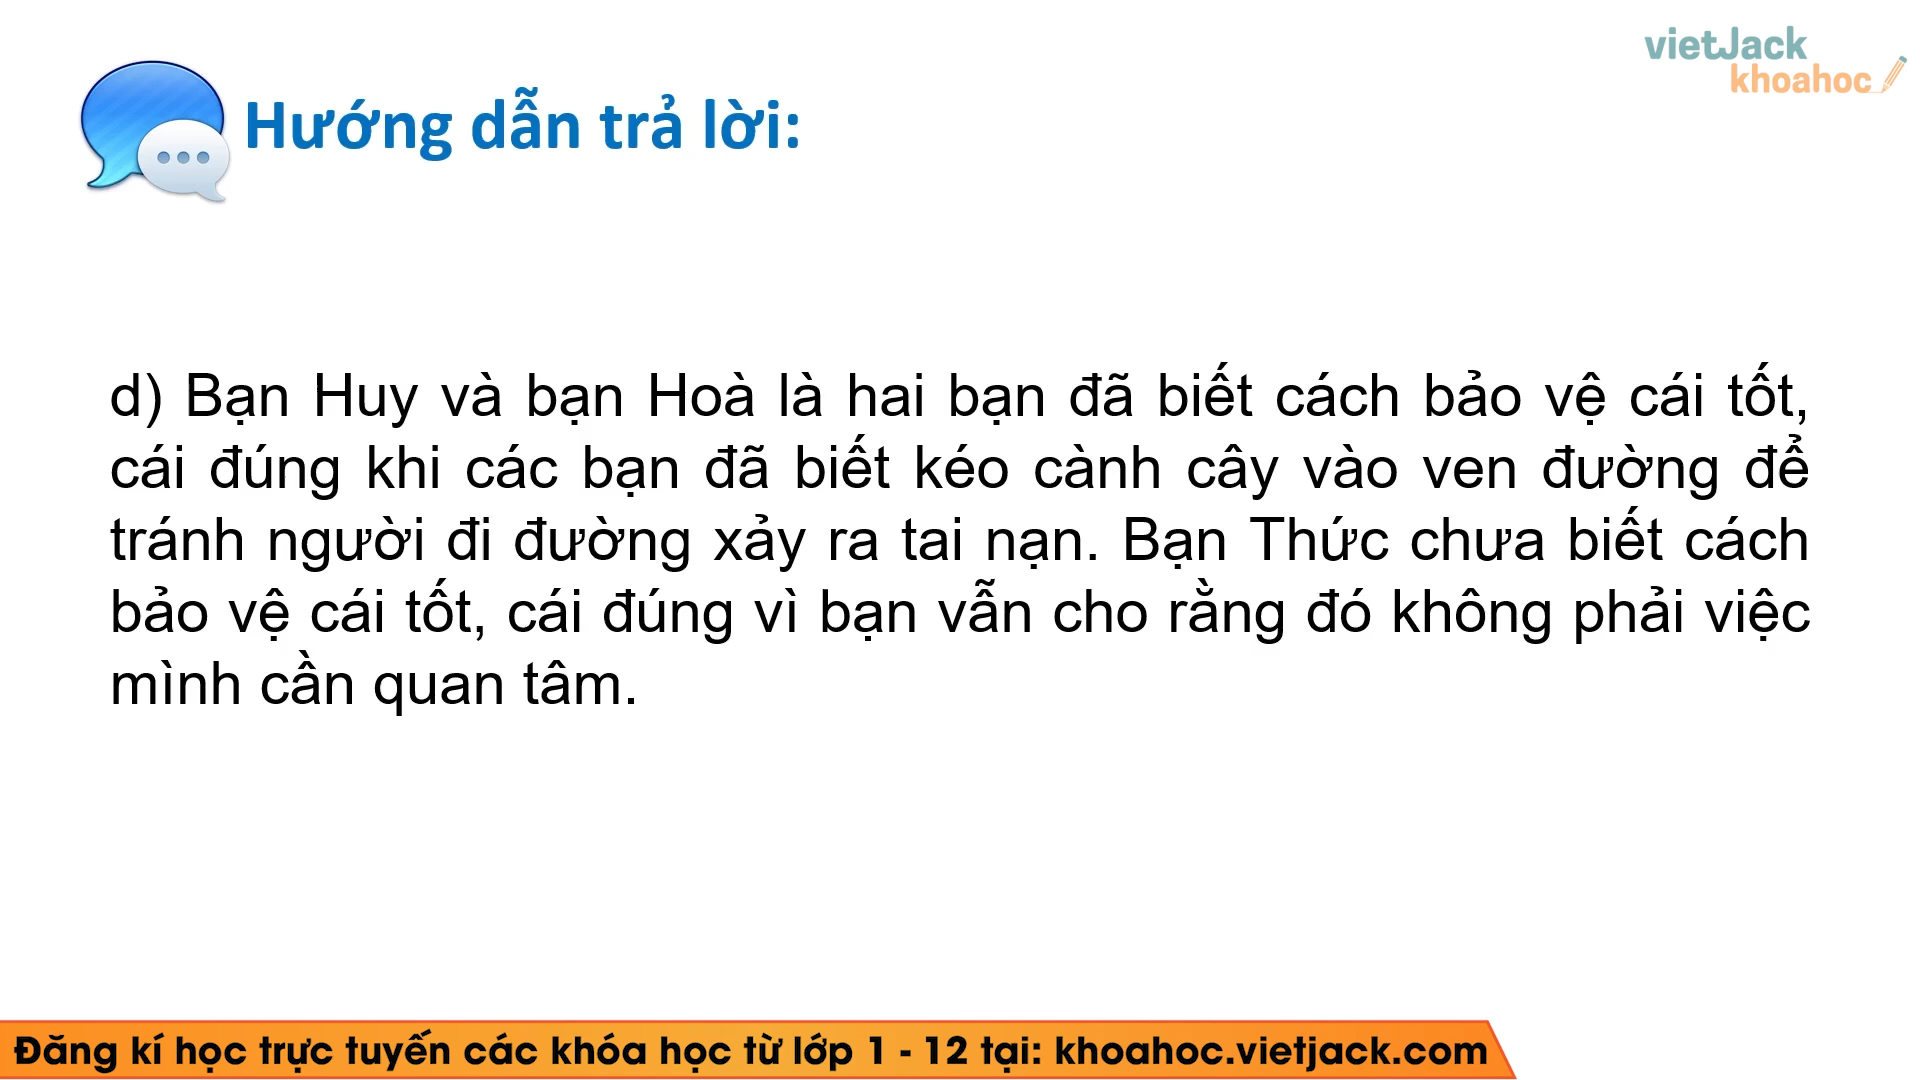 vietJack
khoahoc
Hướng dẫn trả lời:
d) Bạn Huy và bạn Hoà là hai bạn đã biết cách bảo vệ cái tốt,
cái đúng khi các bạn đã biết kéo cành cây vào ven đường để
tránh người đi đường xảy ra tai nạn. Bạn Thức chưa biết cách
bảo vệ cái tốt, cái đúng vì bạn vẫn cho rằng đó không phải việc
mình cần quan tâm.
Đăng kí học trực tuyến các khóa học từ lớp 1 - 12 tại: khoahoc.vietjack.com